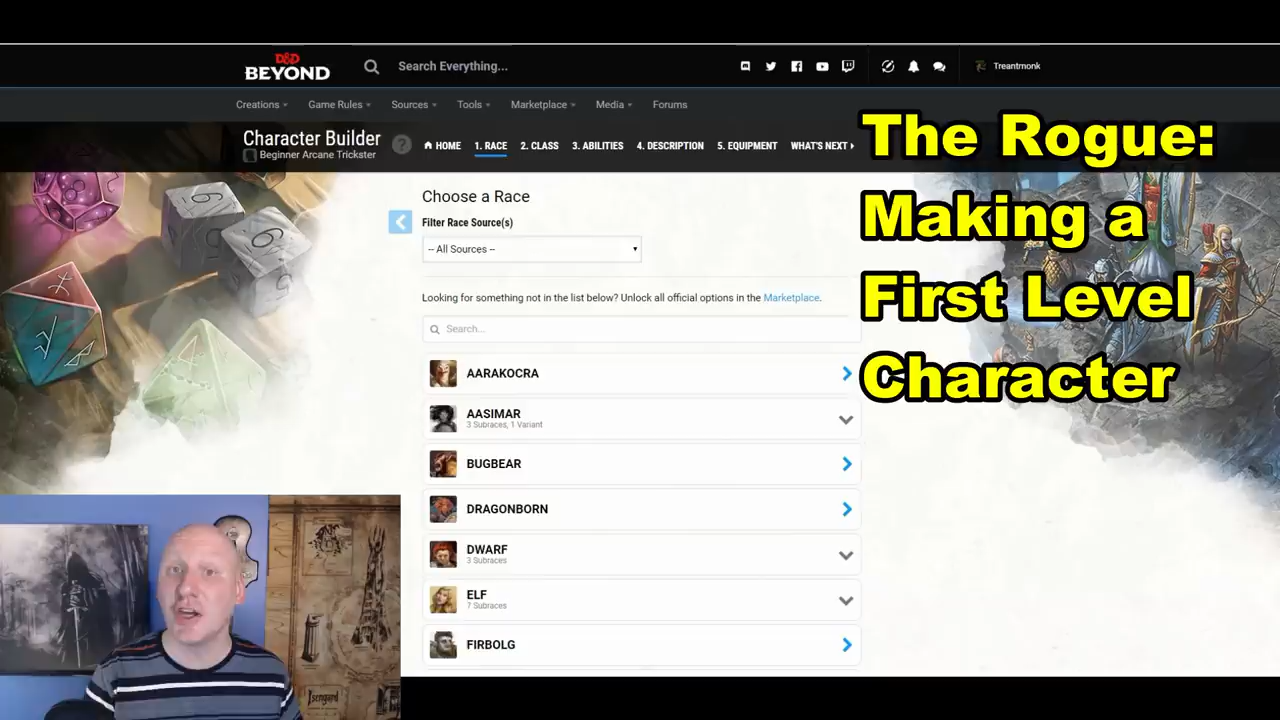 D&D
BEYOND
Search Everything...
Treantmonk
Creations
Game Rules
Sources
Tools
Marketplace
Media
Forums
Character Builder
?
Beginner Arcane Trickster
HOME
1. RACE
2. CLASS
3. ABILITIES
4. DESCRIPTION
5. EQUIPMENT
WHAT'S NEXT
The Rogue:
Making a
First Level
Character
Choose a Race
Filter Race Source(s)
-- All Sources --
Looking for something not in the list below? Unlock all official options in the Marketplace.
Search...
AARAKOCRA
AASIMAR
3 Subraces, 1 Variant
BUGBEAR
DRAGONBORN
DWARF
3 Subraces
ELF
7 Subraces
FIRBOLG
Isengard